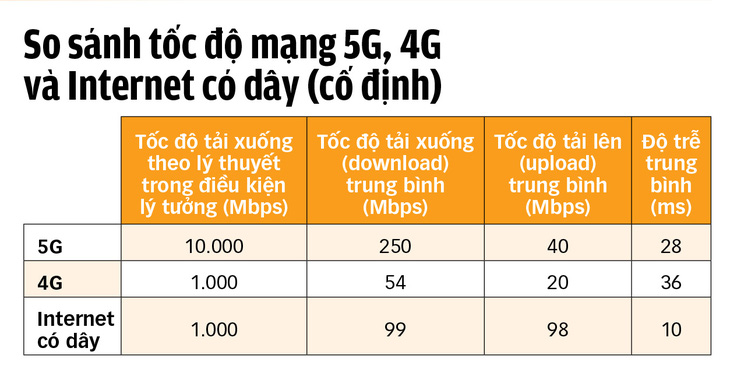 So sánh tốc độ mạng 5G, 4G
và Internet có dây (cố định)
Tốc độ tải xuống
theo lý thuyết
trong điều kiện
lý tưởng (Mbps)
Tốc độ tải xuống
(download)
trung bình
(Mbps)
Tốc độ tải lên
(upload)
trung bình
(Mbps)
Độ trễ
trung
bình
(ms)
5G 10.000 250 40 28
4G 1.000 54 20 36
Internet
có dây 1.000 99 98 10